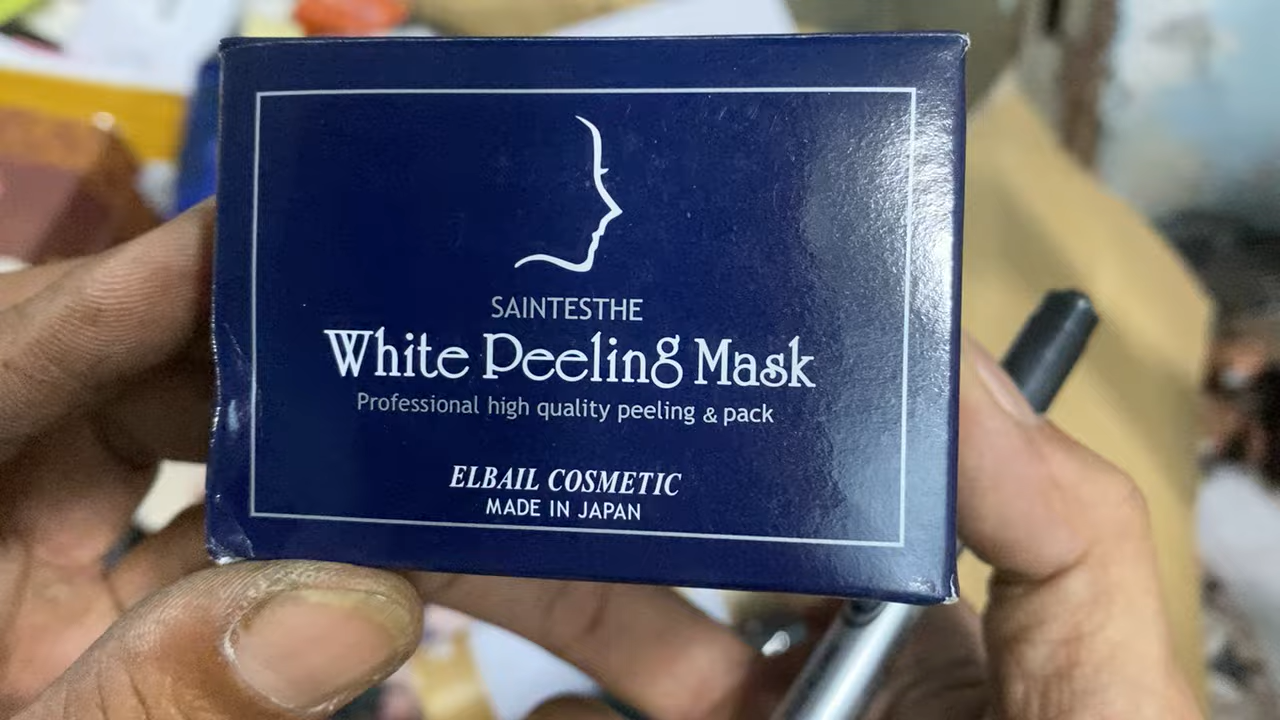 SAINTESTHE
White Peeling Mask
Professional high quality peeling & pack
ELBAIL COSMETIC
MADE IN JAPAN